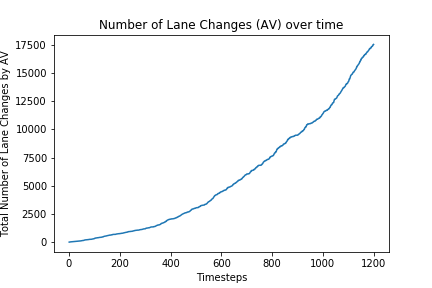 Number of Lane Changes (AV) over time
17500
15000
12500
10000
7500
5000
2500
0
Total Number of Lane Changes by AV
0 200 400 600 800 1000 1200
Timesteps